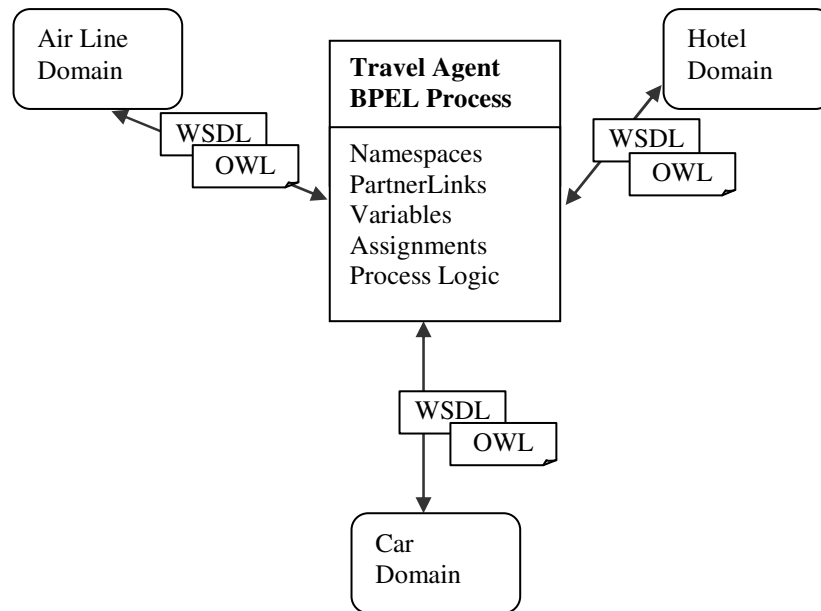 Air Line
Domain
Travel Agent
BPEL Process
Hotel
Domain
WSDL
OWL
Namespaces
PartnerLinks
Variables
Assignments
Process Logic
WSDL
OWL
WSDL
OWL
Car
Domain